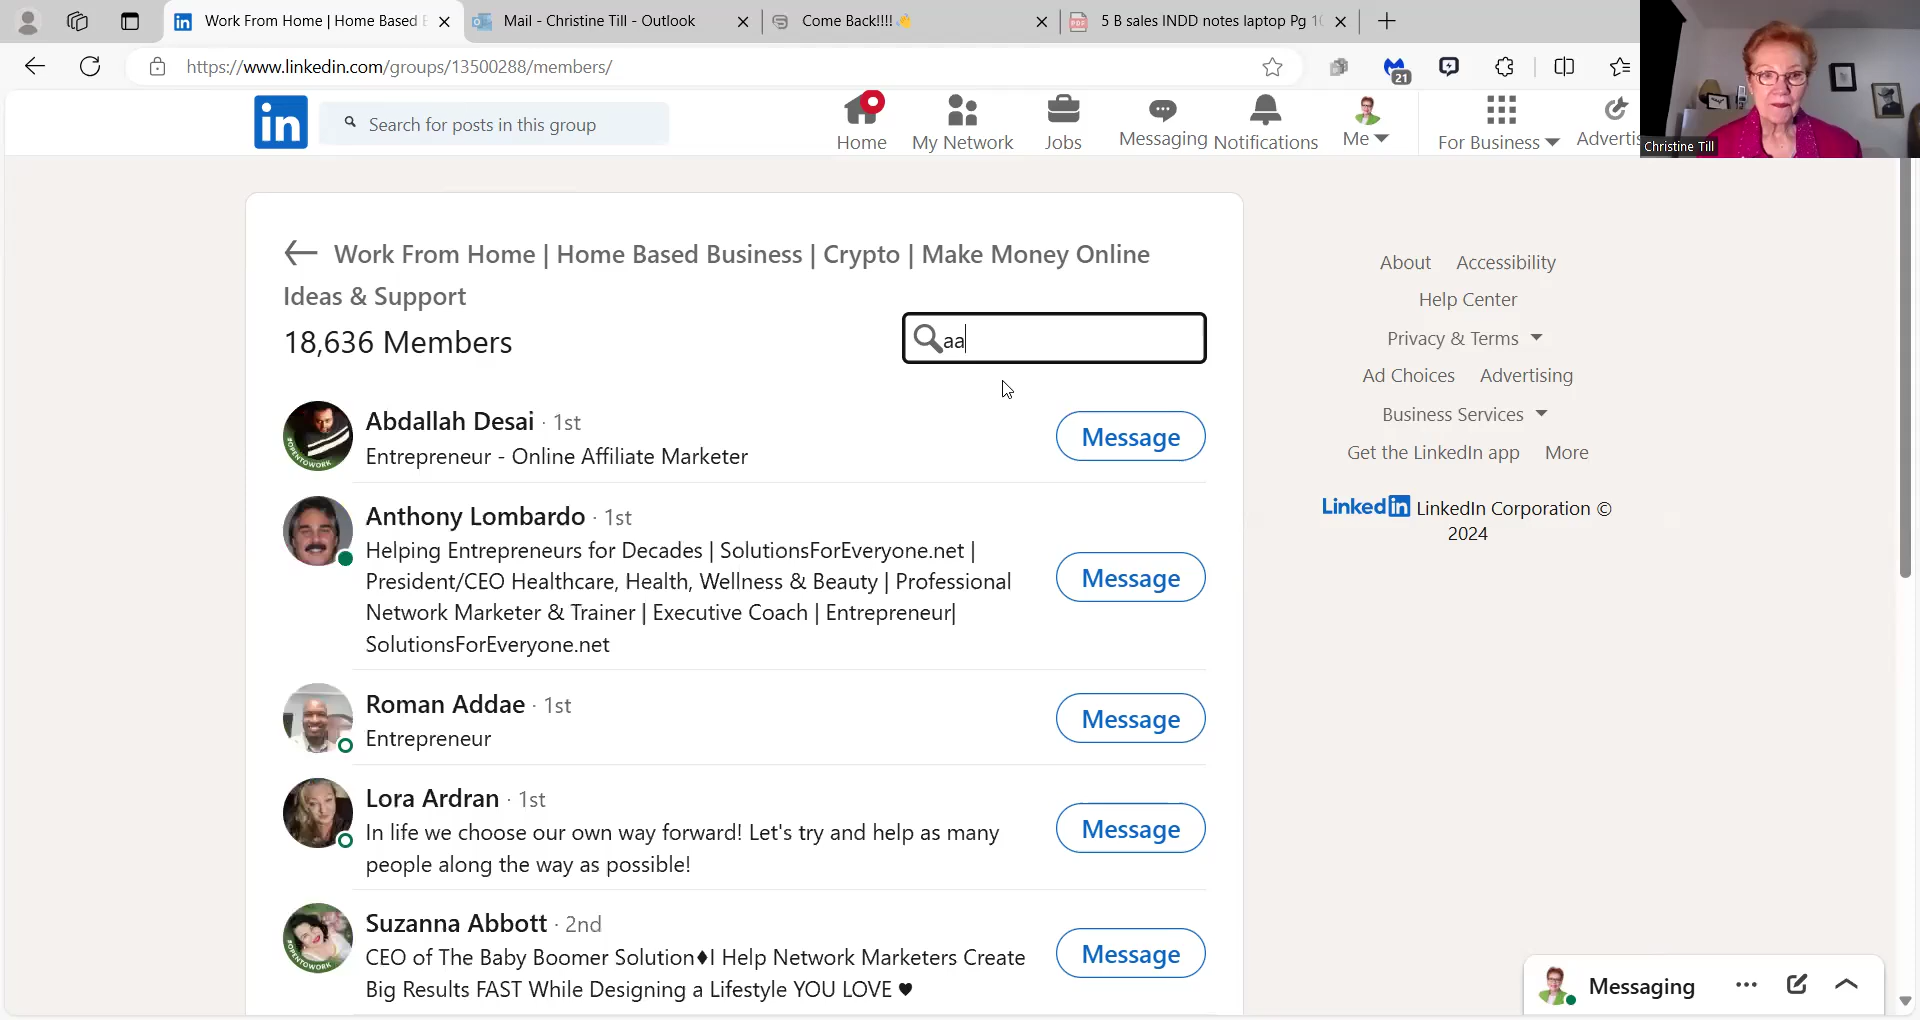 Work From Home | Home Based
Mail - Christine Till - Outlook
Come Back!!!! 👋
5 B sales INDD notes laptop Pg
https://www.linkedin.com/groups/13500288/members/
21
in
Search for posts in this group
Home
My Network
Jobs
Messaging
Notifications
Me
For Business
Christine Till
Work From Home | Home Based Business | Crypto | Make Money Online
Ideas & Support
18,636 Members
aa
Abdallah Desai · 1st
Entrepreneur - Online Affiliate Marketer
Message
#OPENTOWORK
Anthony Lombardo · 1st
Helping Entrepreneurs for Decades | SolutionsForEveryone.net |
President/CEO Healthcare, Health, Wellness & Beauty | Professional
Network Marketer & Trainer | Executive Coach | Entrepreneur|
SolutionsForEveryone.net
Message
Roman Addae · 1st
Entrepreneur
Message
Lora Ardran · 1st
In life we choose our own way forward! Let's try and help as many
people along the way as possible!
Message
Suzanna Abbott · 2nd
CEO of The Baby Boomer Solution♦I Help Network Marketers Create
Big Results FAST While Designing a Lifestyle YOU LOVE ♥
Message
#OPENTOWORK
About Accessibility
Help Center
Privacy & Terms
Ad Choices Advertising
Business Services
Get the LinkedIn app More
LinkedIn LinkedIn Corporation ©
2024
Messaging